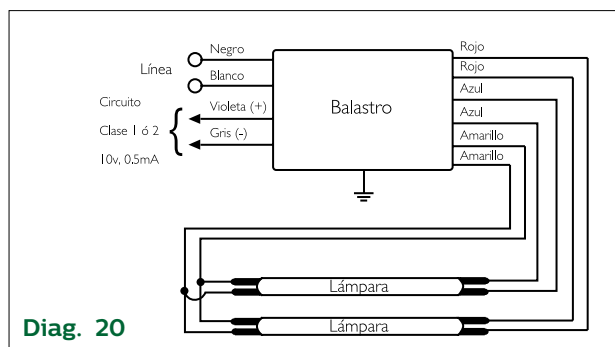 Negro
Línea
Blanco
Circuito
Clase 1 ó 2
10v, 0.5mA
Violeta (+)
Gris (-)
Balastro
Rojo
Rojo
Azul
Azul
Amarillo
Amarillo
Lámpara
Lámpara
Diag. 20